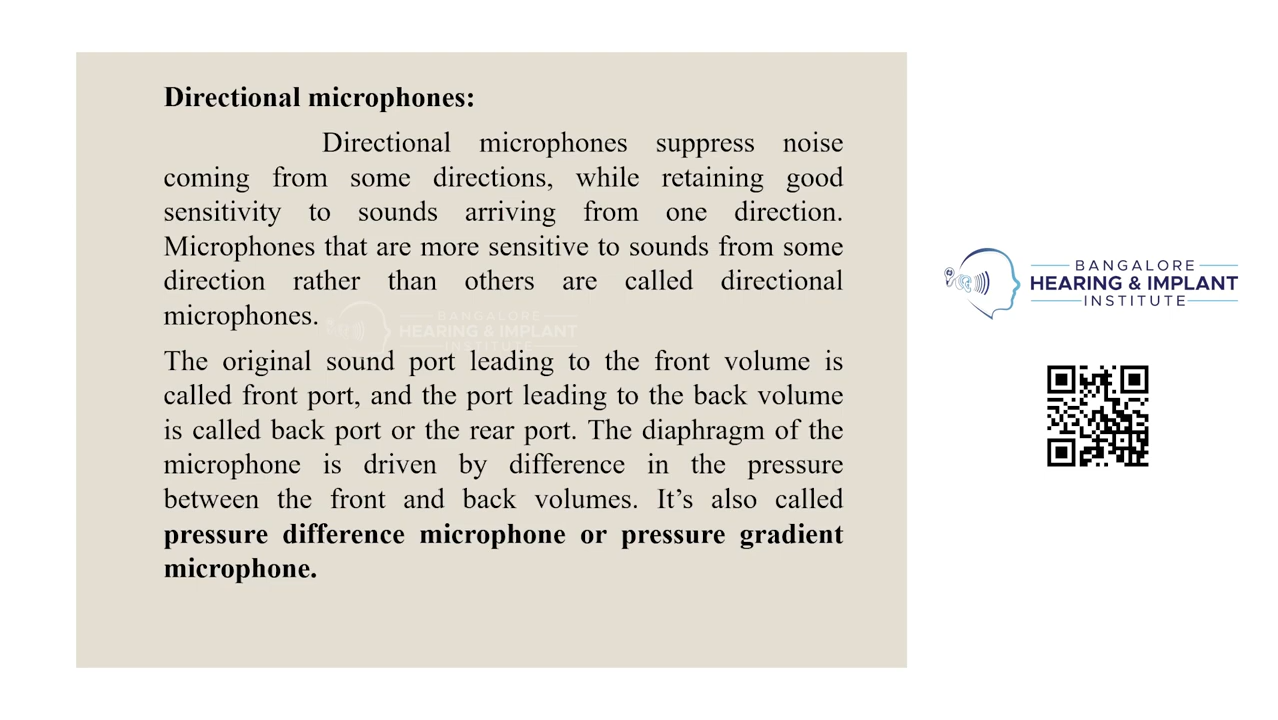 Directional microphones:
Directional microphones suppress noise
coming from some directions, while retaining good
sensitivity to sounds arriving from one direction.
Microphones that are more sensitive to sounds from some
direction rather than others are called directional
microphones.
The original sound port leading to the front volume is
called front port, and the port leading to the back volume
is called back port or the rear port. The diaphragm of the
microphone is driven by difference in the pressure
between the front and back volumes. It’s also called
pressure difference microphone or pressure gradient
microphone.
BANGALORE
HEARING & IMPLANT
INSTITUTE
BANGALORE
HEARING & IMPLANT
INSTITUTE